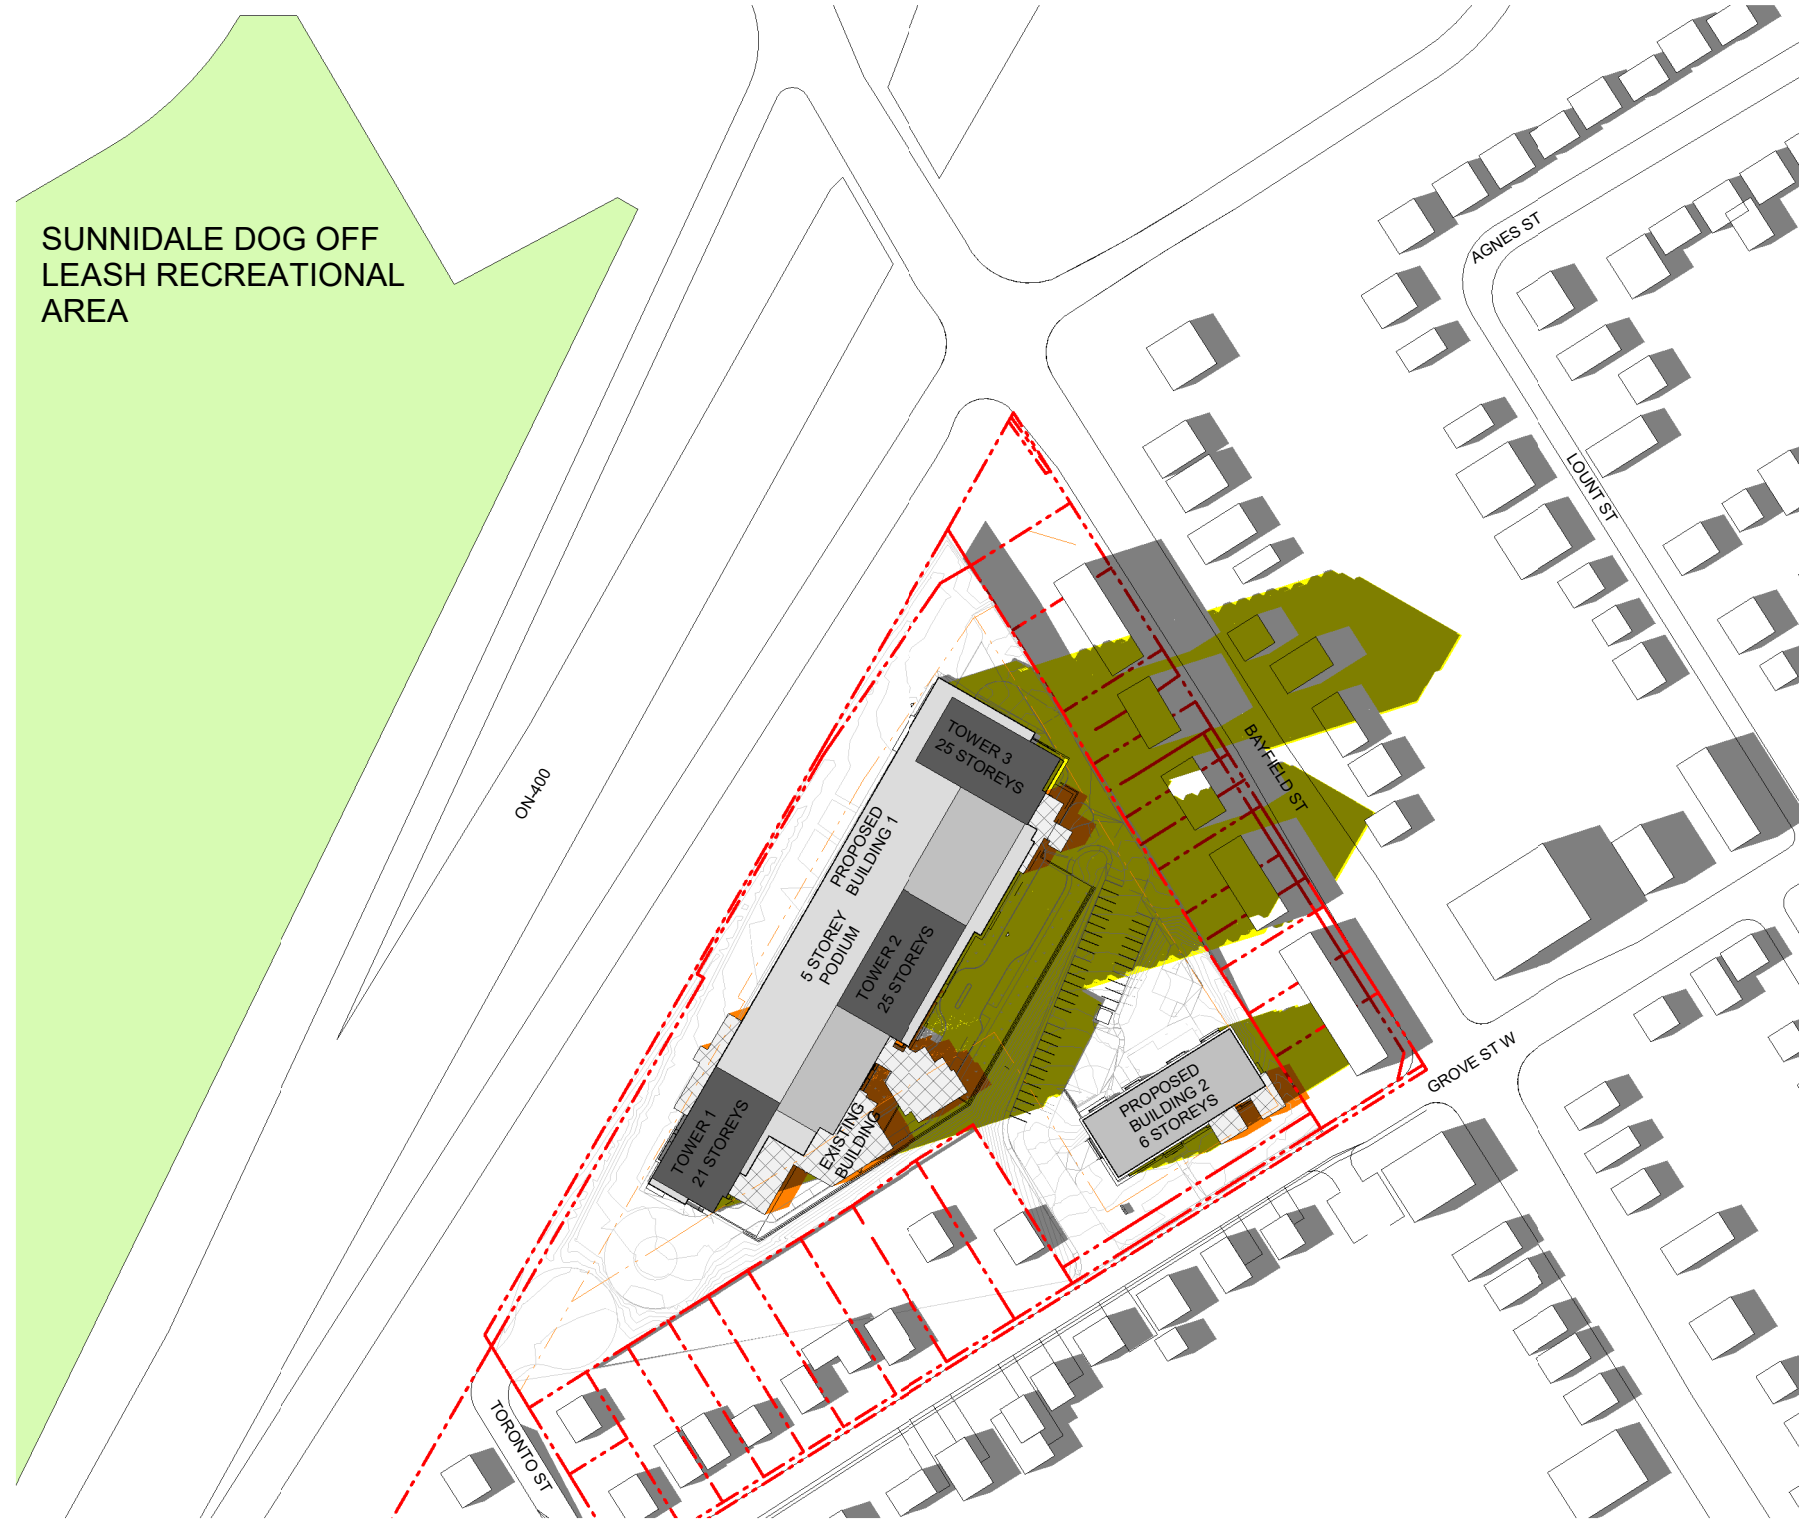 SUNNIDALE DOG OFF
LEASH RECREATIONAL
AREA
AGNES ST
LOUNT ST
BAYFIELD ST
ON-400
TOWER 3
25 STOREYS
PROPOSED
BUILDING 1
5 STOREY
PODIUM
TOWER 2
25 STOREYS
TOWER 1
21 STOREYS
EXISTING
BUILDING
PROPOSED
BUILDING 2
6 STOREYS
GROVE ST W
TORONTO ST